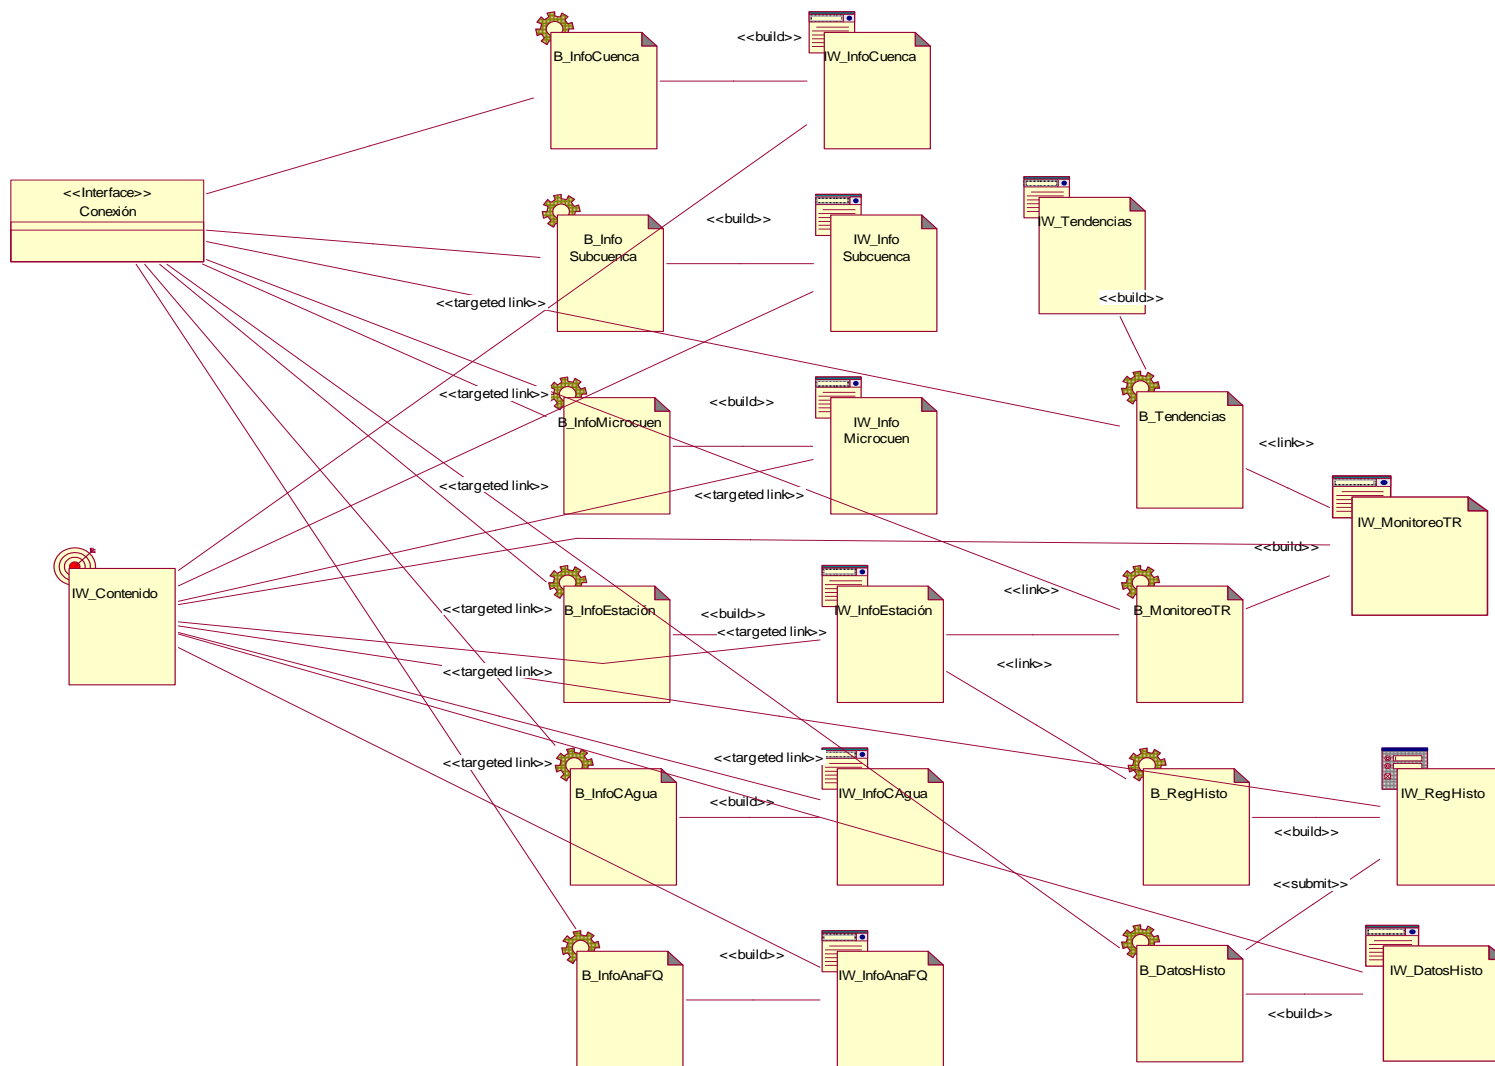 <<build>>
B_InfoCuenca
IW_InfoCuenca
<<Interface>>
Conexión
<<build>>
IW_Tendencias
B_Info
Subcuenca
IW_Info
Subcuenca
<<targeted link>>
<<build>>
<<targeted link>>
<<build>>
B_InfoMicrocuen
IW_Info
Microcuen
B_Tendencias
<<link>>
<<targeted link>>
<<targeted link>>
IW_MonitoreoTR
<<build>>
IW_Contenido
<<targeted link>>
B_InfoEstación
<<build>>
<<targeted link>>
IW_InfoEstación
<<link>>
B_MonitoreoTR
<<targeted link>>
<<link>>
<<targeted link>>
<<targeted link>>
B_InfoCAgua
<<build>>
IW_InfoCAgua
B_RegHisto
IW_RegHisto
<<build>>
<<submit>>
<<build>>
B_InfoAnaFQ
IW_InfoAnaFQ
B_DatosHisto
IW_DatosHisto
<<build>>